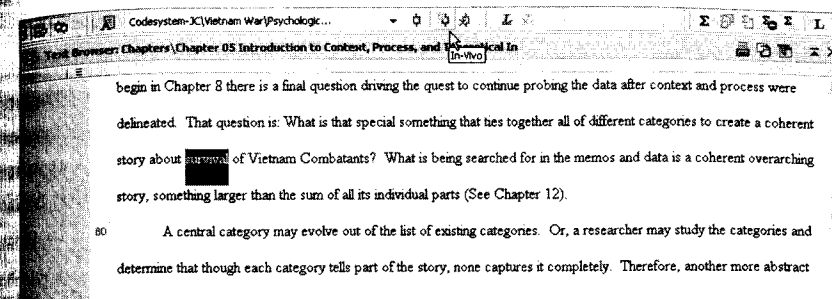 Codesystem-JC\Vietnam War\Psychologic...
Text Browser: Chapters\Chapter 05 Introduction to Context, Process, and Theoretical In
In-Vivo
begin in Chapter 8 there is a final question driving the quest to continue probing the data after context and process were
delineated. That question is: What is that special something that ties together all of different categories to create a coherent
story about survival of Vietnam Combatants? What is being searched for in the memos and data is a coherent overarching
story, something larger than the sum of all its individual parts (See Chapter 12).
80 A central category may evolve out of the list of existing categories. Or, a researcher may study the categories and
determine that though each category tells part of the story, none captures it completely. Therefore, another more abstract